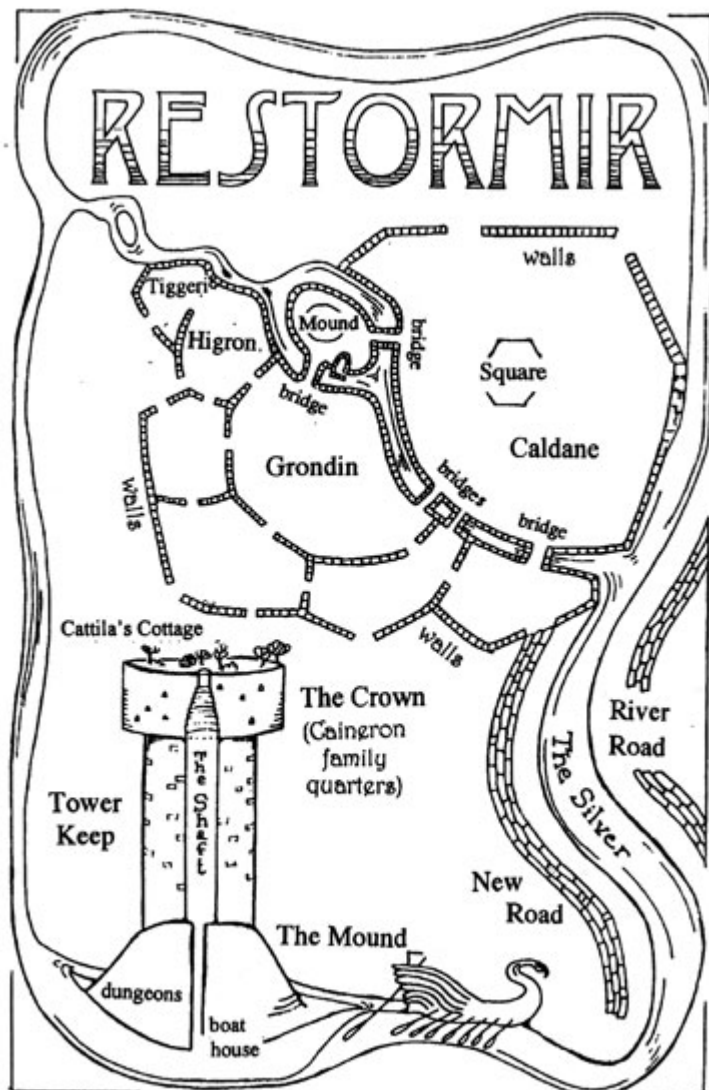 RESTORMIR
walls
Tiggeri
Mound
Higron.
bridge
Square
bridge
Grondin
Caldane
walls
bridges
bridge
walls
Cattila's Cottage
The Crown
(Caineron
family
quarters)
River
Road
The Silver
The Shaft
Tower
Keep
New
Road
The Mound
dungeons
boat
house